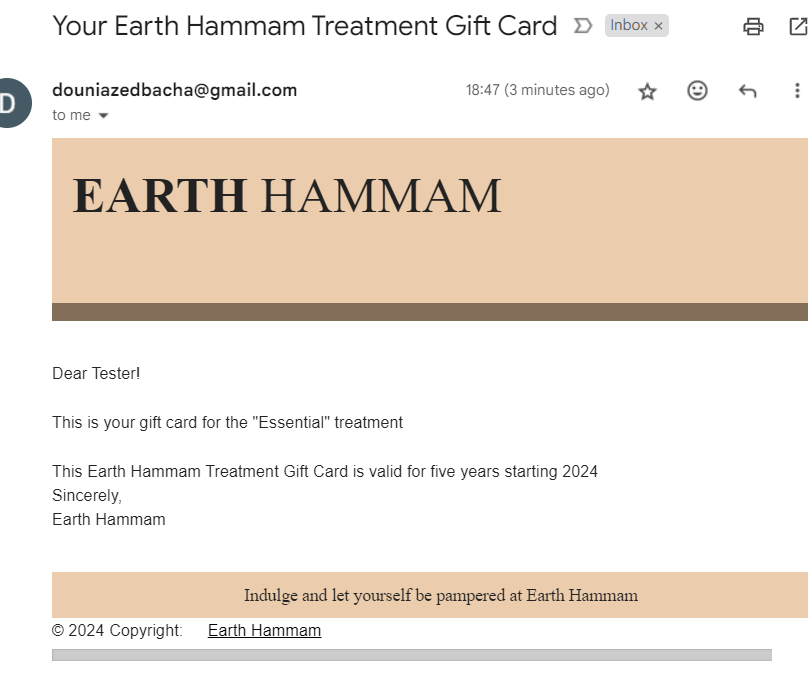 Your Earth Hammam Treatment Gift Card Inbox ×
D
douniazedbacha@gmail.com 18:47 (3 minutes ago)
to me
EARTH HAMMAM
Dear Tester!
This is your gift card for the "Essential" treatment
This Earth Hammam Treatment Gift Card is valid for five years starting 2024
Sincerely,
Earth Hammam
Indulge and let yourself be pampered at Earth Hammam
© 2024 Copyright: Earth Hammam